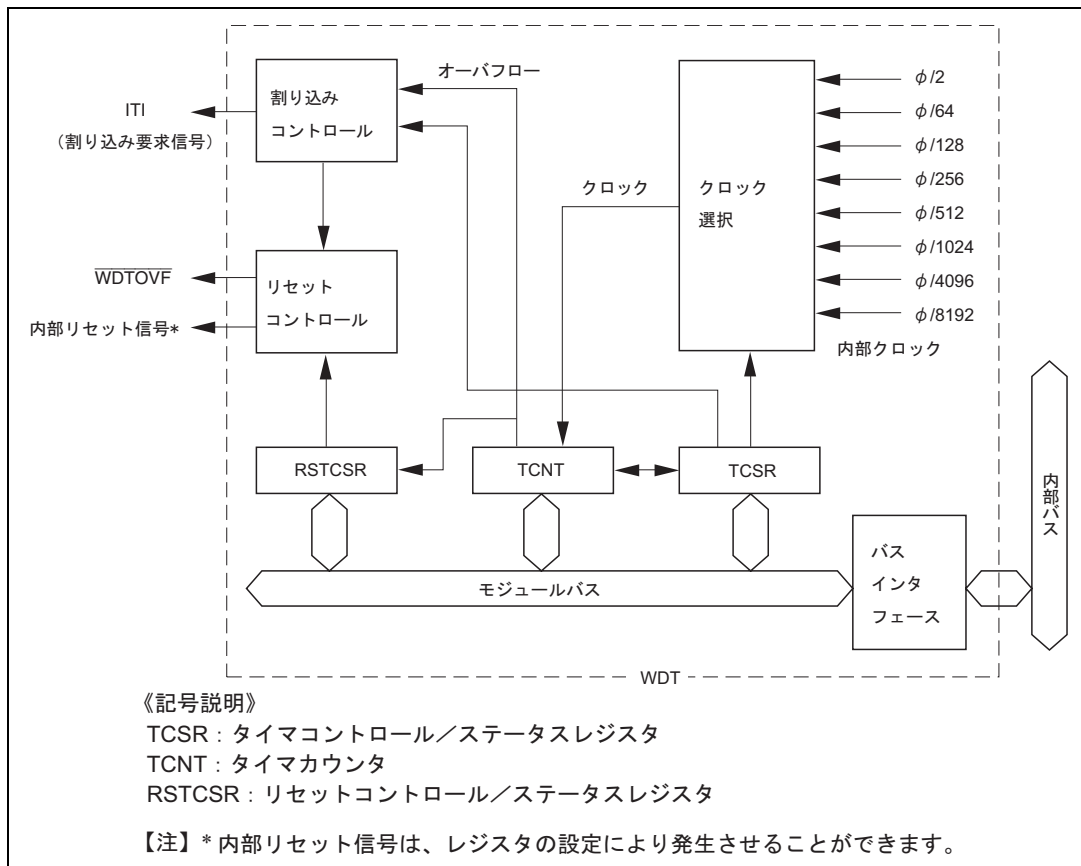 オーバフロー
割り込み
コントロール
ITI
（割り込み要求信号）
φ/2
φ/64
φ/128
φ/256
φ/512
φ/1024
φ/4096
φ/8192
内部クロック
クロック
クロック
選択
WDTOVF
内部リセット信号*
リセット
コントロール
RSTCSR
TCNT
TCSR
モジュールバス
バス
インタ
フェース
内部バス
WDT
《記号説明》
TCSR：タイマコントロール／ステータスレジスタ
TCNT：タイマカウンタ
RSTCSR：リセットコントロール／ステータスレジスタ
【注】* 内部リセット信号は、レジスタの設定により発生させることができます。